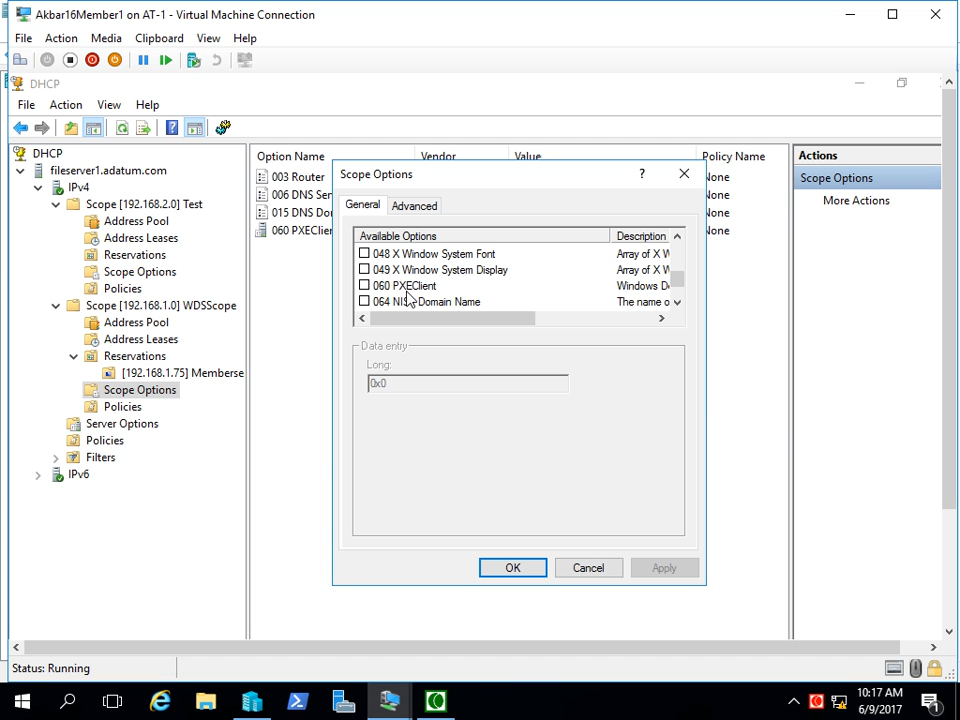 Akbar16Member1 on AT-1 - Virtual Machine Connection
File Action Media Clipboard View Help
DHCP
File Action View Help
DHCP
fileserver1.adatum.com
IPv4
Scope [192.168.2.0] Test
Address Pool
Address Leases
Reservations
Scope Options
Policies
Scope [192.168.1.0] WDSScope
Address Pool
Address Leases
Reservations
[192.168.1.75] Memberse
Scope Options
Policies
Server Options
Policies
Filters
IPv6
Option Name Vendor Value Policy Name
003 Router None
006 DNS Ser None
015 DNS Do None
060 PXEClie None
Scope Options
General Advanced
Available Options Description
048 X Window System Font Array of X W
049 X Window System Display Array of X W
060 PXEClient Windows D
064 Domain Name The name o
Data entry
Long:
0x0
OK Cancel Apply
Actions
Scope Options
More Actions
Status: Running
10:17 AM
6/9/2017
1